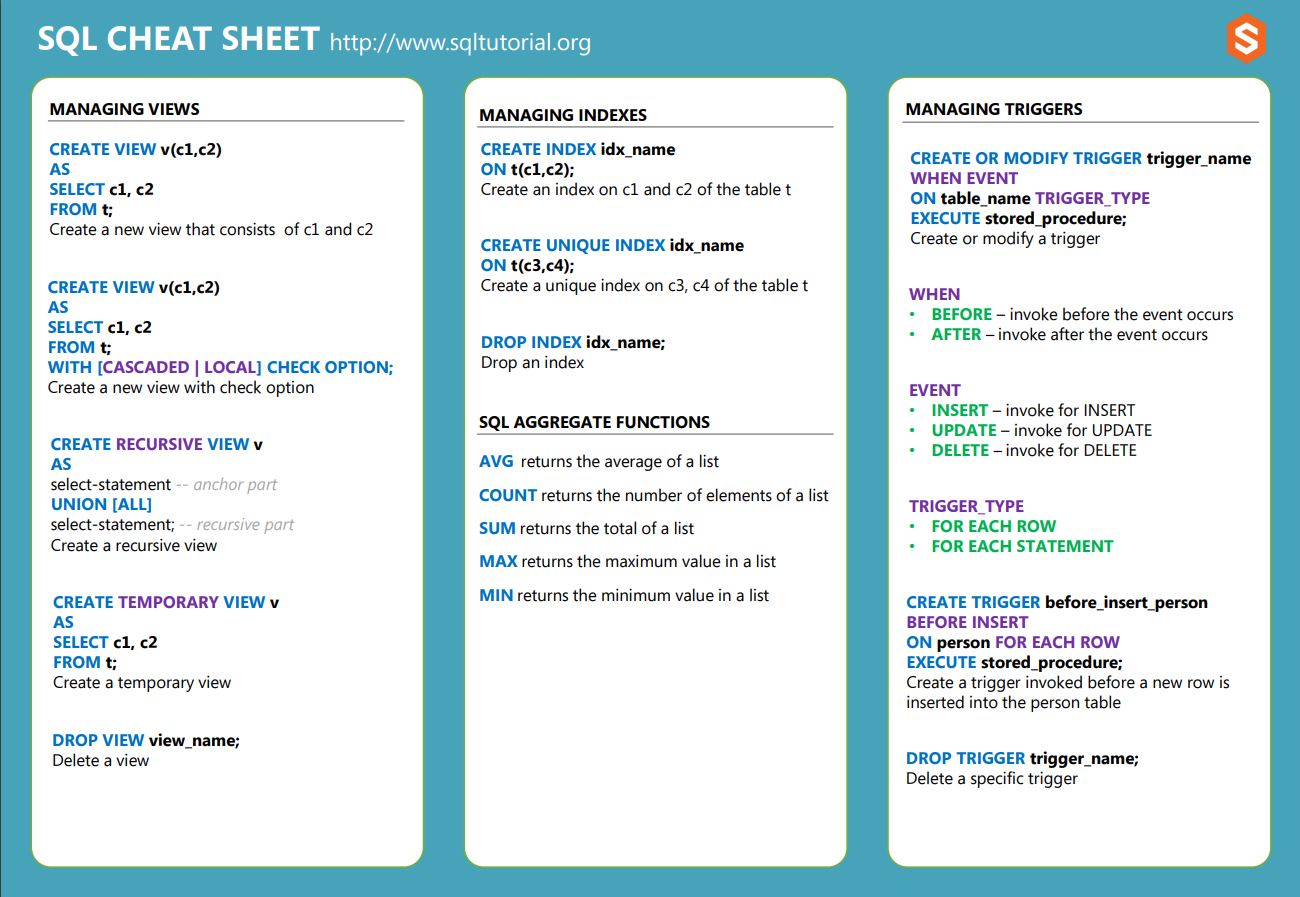 SQL CHEAT SHEET http://www.sqltutorial.org
MANAGING VIEWS
CREATE VIEW v(c1,c2)
AS
SELECT c1, c2
FROM t;
Create a new view that consists  of c1 and c2
CREATE VIEW v(c1,c2)
AS
SELECT c1, c2
FROM t;
WITH [CASCADED | LOCAL] CHECK OPTION;
Create a new view with check option
CREATE RECURSIVE VIEW v
AS
select-statement -- anchor part
UNION [ALL]
select-statement; -- recursive part
Create a recursive view
CREATE TEMPORARY VIEW v
AS
SELECT c1, c2
FROM t;
Create a temporary view
DROP VIEW view_name;
Delete a view
MANAGING INDEXES
CREATE INDEX idx_name
ON t(c1,c2);
Create an index on c1 and c2 of the table t
CREATE UNIQUE INDEX idx_name
ON t(c3,c4);
Create a unique index on c3, c4 of the table t
DROP INDEX idx_name;
Drop an index
SQL AGGREGATE FUNCTIONS
AVG  returns the average of a list
COUNT returns the number of elements of a list
SUM returns the total of a list
MAX returns the maximum value in a list
MIN returns the minimum value in a list
MANAGING TRIGGERS
CREATE OR MODIFY TRIGGER trigger_name
WHEN EVENT
ON table_name TRIGGER_TYPE
EXECUTE stored_procedure;
Create or modify a trigger
WHEN
• BEFORE – invoke before the event occurs
• AFTER – invoke after the event occurs
EVENT
• INSERT – invoke for INSERT
• UPDATE – invoke for UPDATE
• DELETE – invoke for DELETE
TRIGGER_TYPE
• FOR EACH ROW
• FOR EACH STATEMENT
CREATE TRIGGER before_insert_person
BEFORE INSERT
ON person FOR EACH ROW
EXECUTE stored_procedure;
Create a trigger invoked before a new row is
inserted into the person table
DROP TRIGGER trigger_name;
Delete a specific trigger